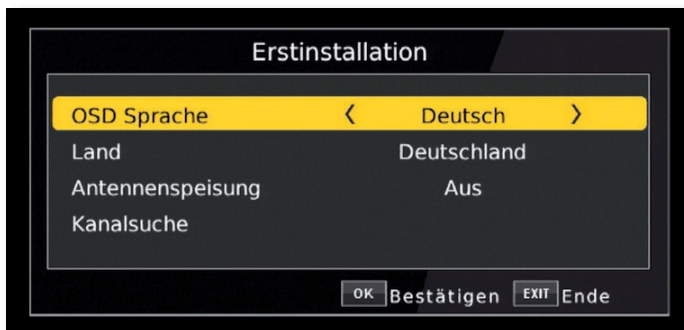 Erstinstallation
OSD Sprache < Deutsch >
Land Deutschland
Antennenspeisung Aus
Kanalsuche
OK Bestätigen EXIT Ende